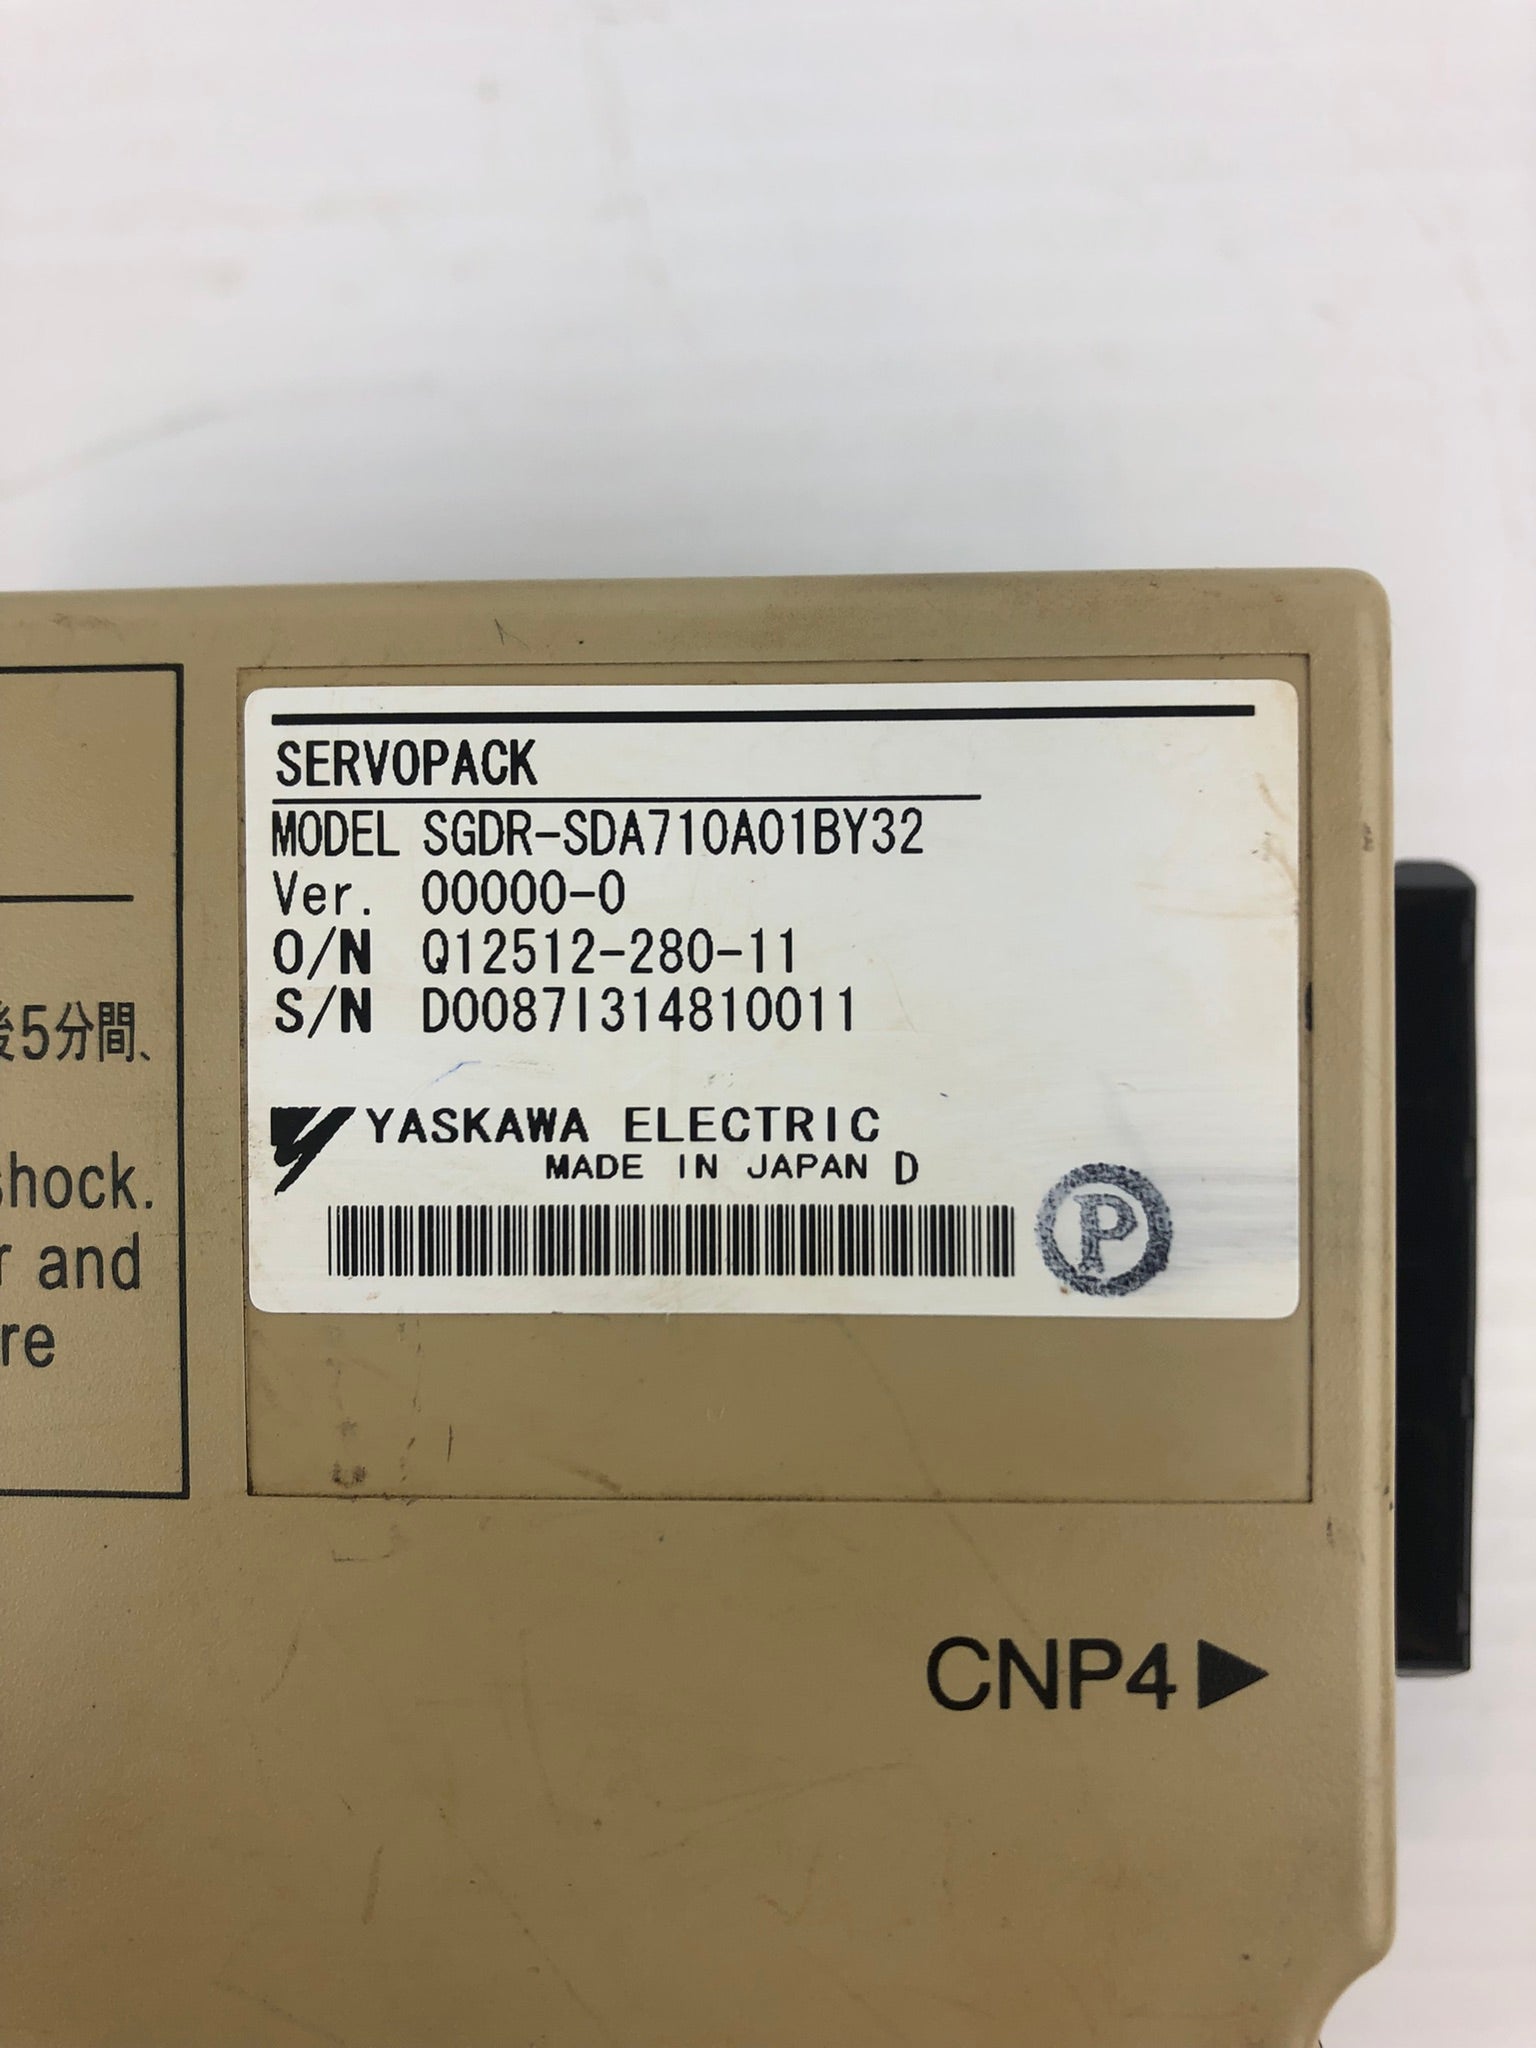 SERVOPACK
MODEL SGDR-SDA710A01BY32
Ver. 00000-0
O/N Q12512-280-11
S/N D0087I314810011
YASKAWA ELECTRIC
MADE IN JAPAN D
P
後5分間、
shock.
and
CNP4▶